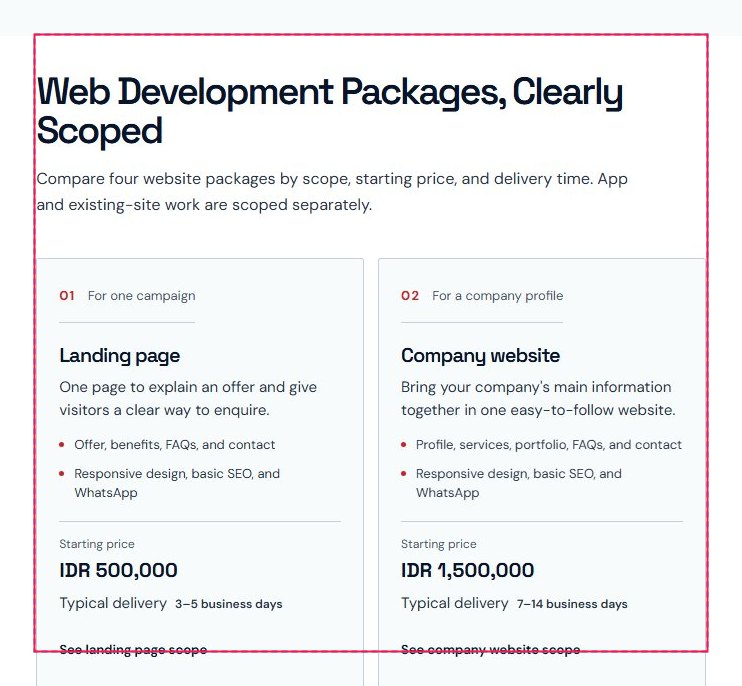 Web Development Packages, Clearly
Scoped
Compare four website packages by scope, starting price, and delivery time. App
and existing-site work are scoped separately.
01 For one campaign
Landing page
One page to explain an offer and give
visitors a clear way to enquire.
Offer, benefits, FAQs, and contact
Responsive design, basic SEO, and
WhatsApp
Starting price
IDR 500,000
Typical delivery 3–5 business days
See landing page scope
02 For a company profile
Company website
Bring your company's main information
together in one easy-to-follow website.
Profile, services, portfolio, FAQs, and contact
Responsive design, basic SEO, and
WhatsApp
Starting price
IDR 1,500,000
Typical delivery 7–14 business days
See company website scope